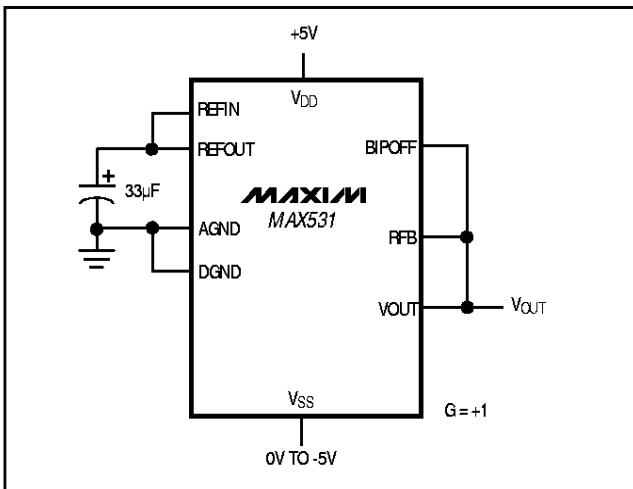 +5V
VDD
REFIN
REFOUT
BIPOFF
+
33µF
MAXIM
MAX531
AGND
RFB
DGND
VOUT
VOUT
VSS
G = +1
0V TO -5V